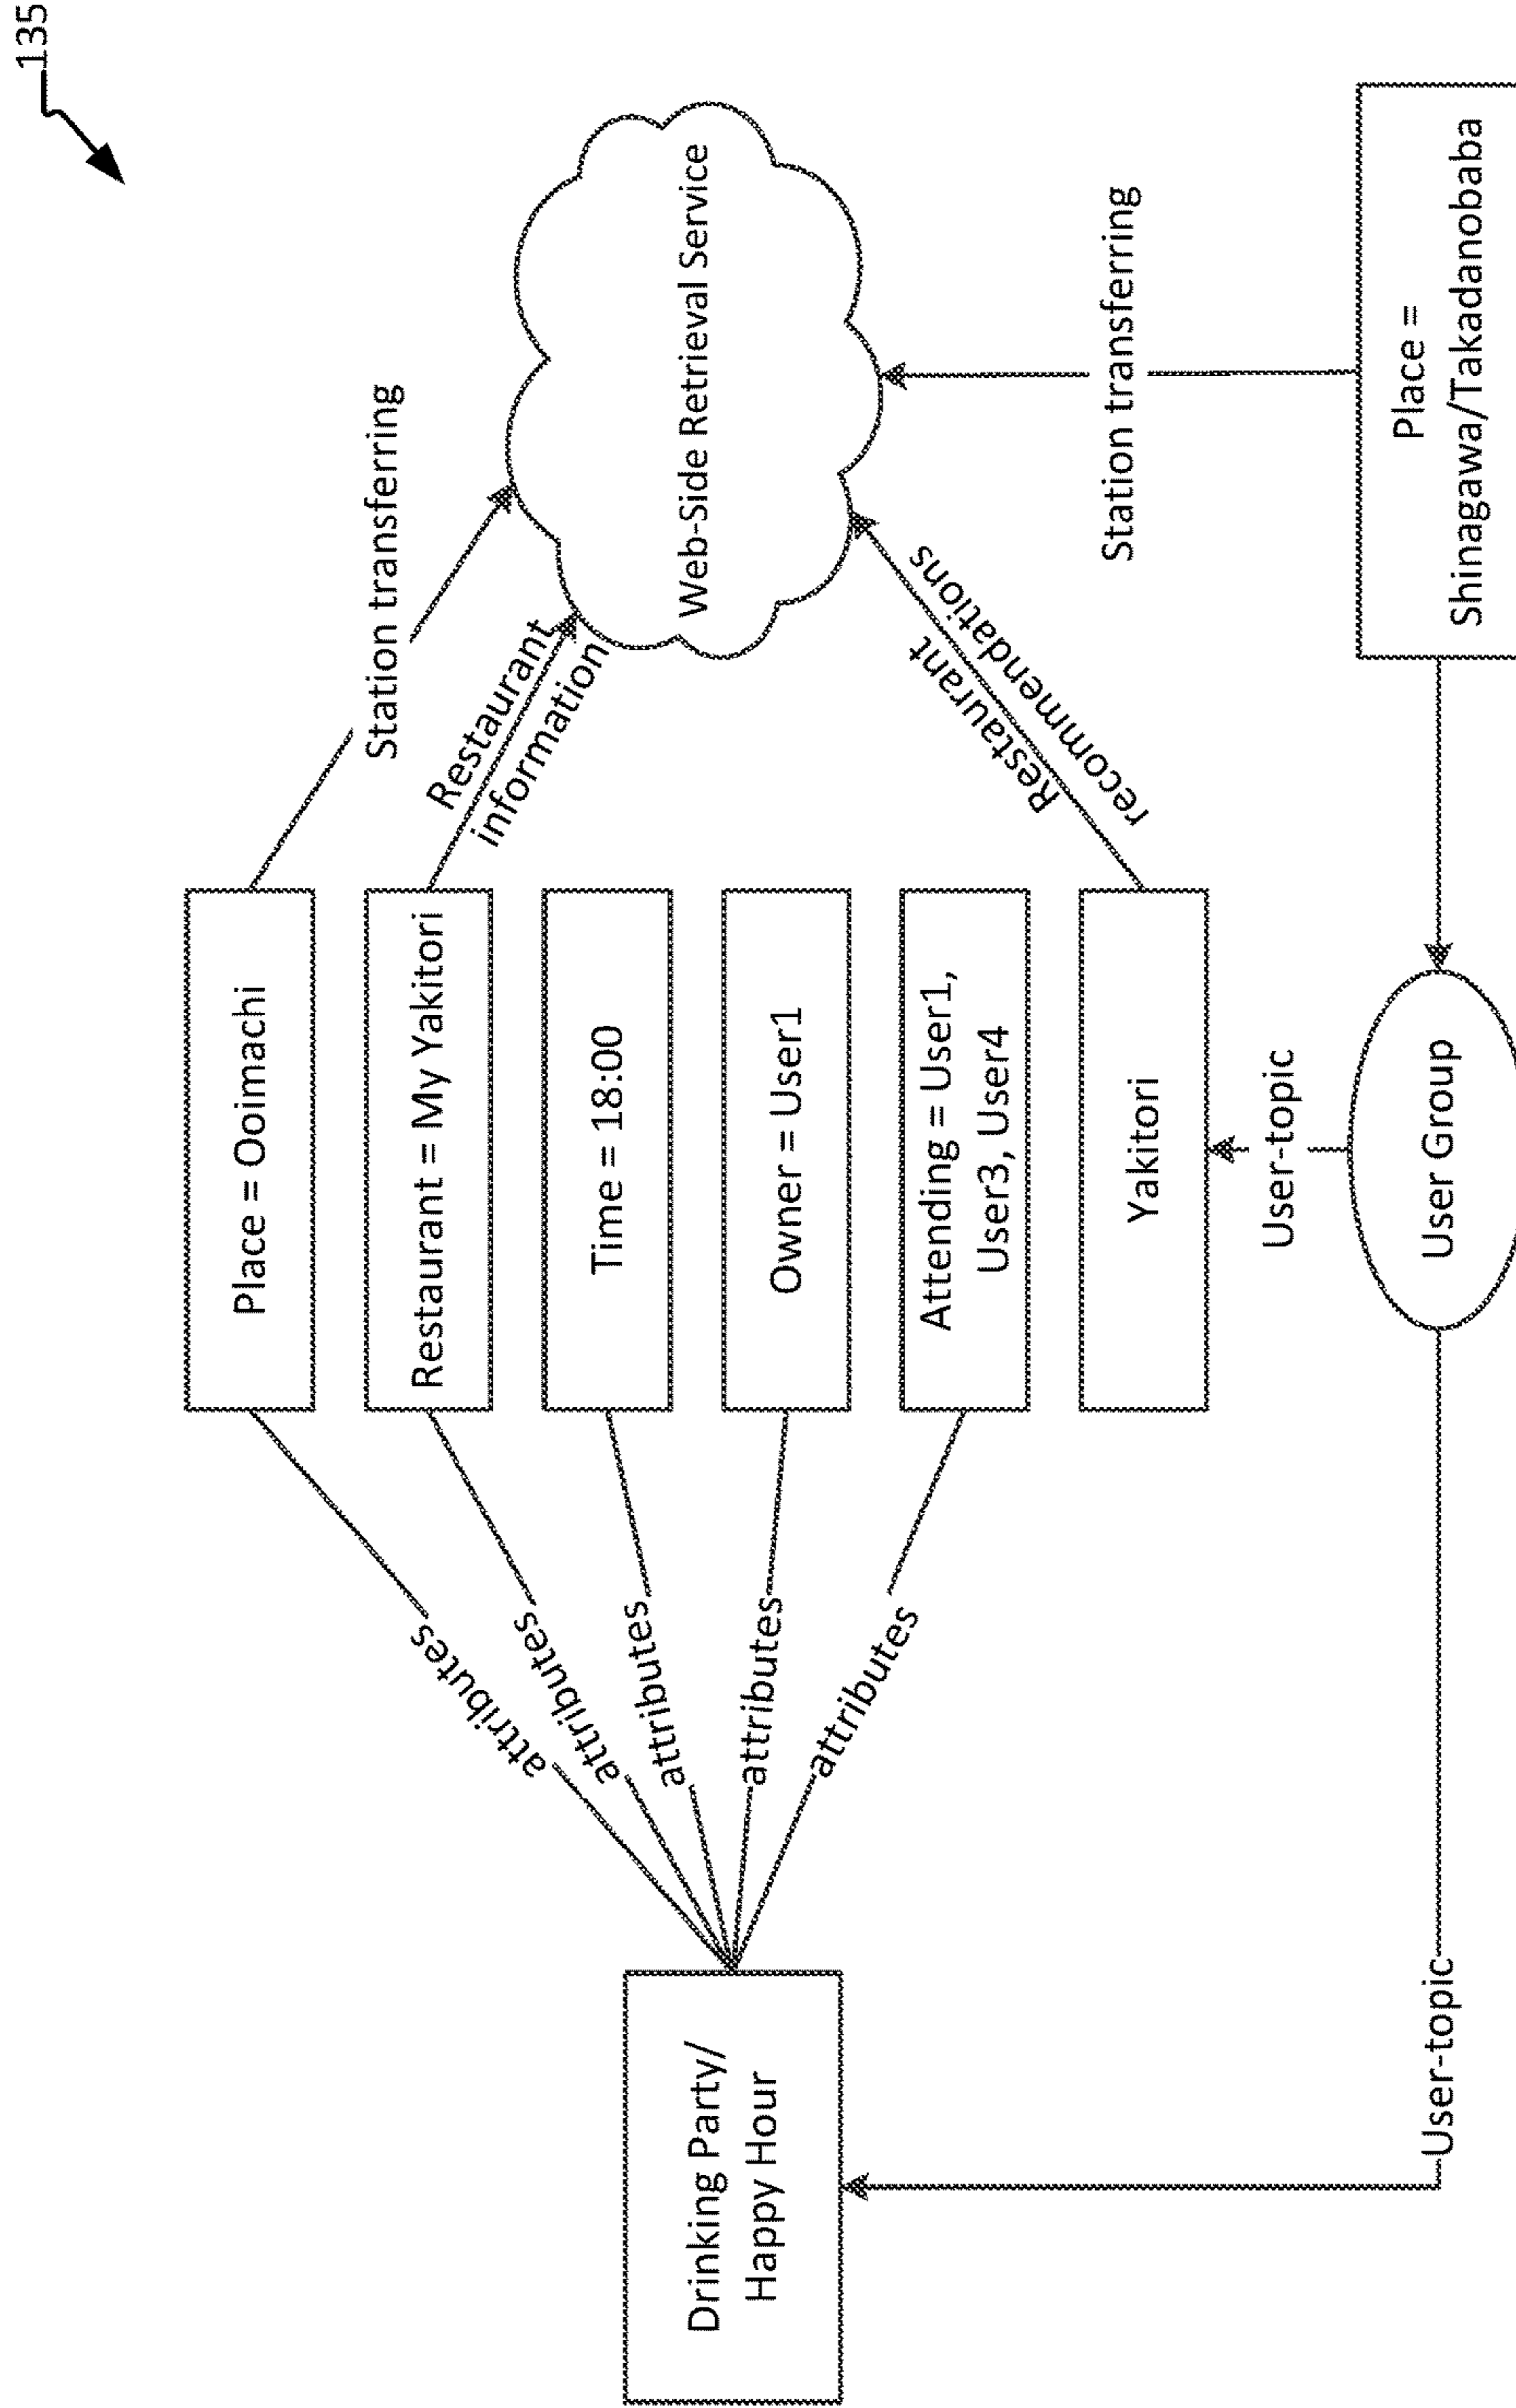 135
Drinking Party/
Happy Hour
attributes
attributes
attributes
attributes
attributes
Place = Ooimachi
Restaurant = My Yakitori
Time = 18:00
Owner = User1
Attending = User1,
User3, User4
Yakitori
Station transferring
Restaurant
information
Restaurant
recommendations
Web-Side Retrieval Service
Station transferring
User-topic
User-topic
User Group
Place =
Shinagawa/Takadanobaba